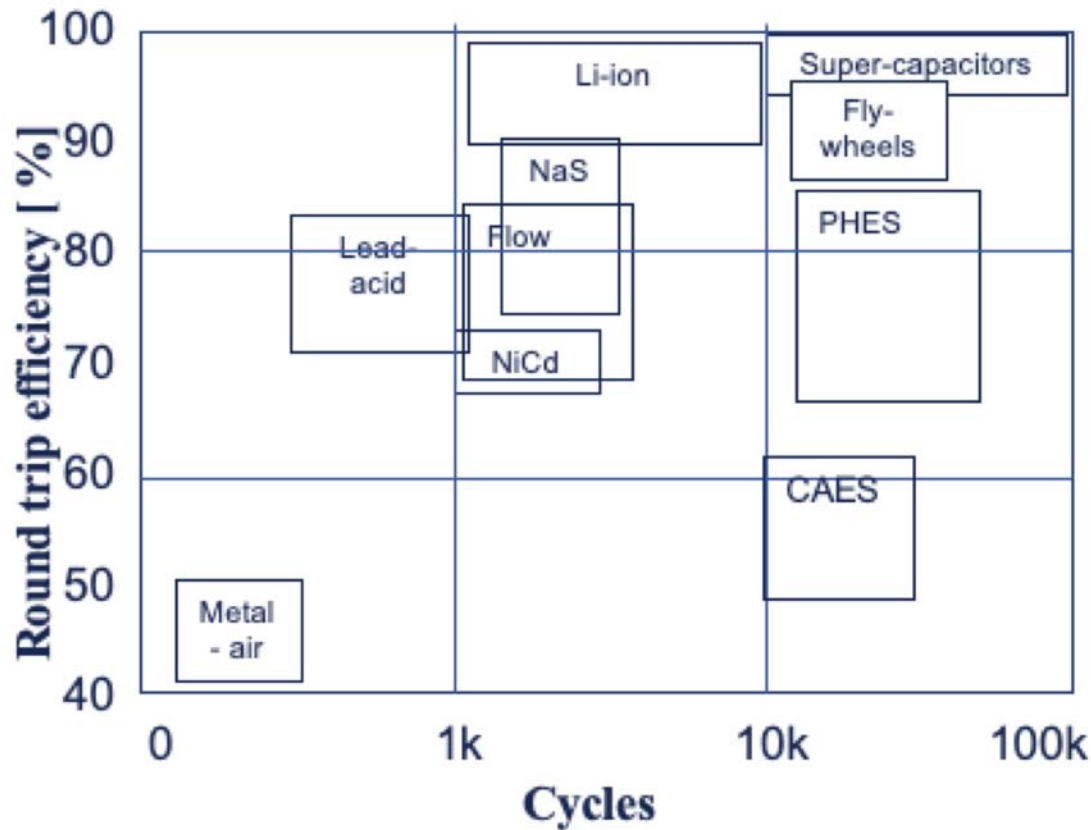 100
Li-ion
Super-capacitors
90
Fly-
wheels
NaS
PHES
80
Lead-
acid
Flow
70
NiCd
60
CAES
50
Metal
- air
40
0
1k
10k
100k
Cycles
Round trip efficiency [ %]